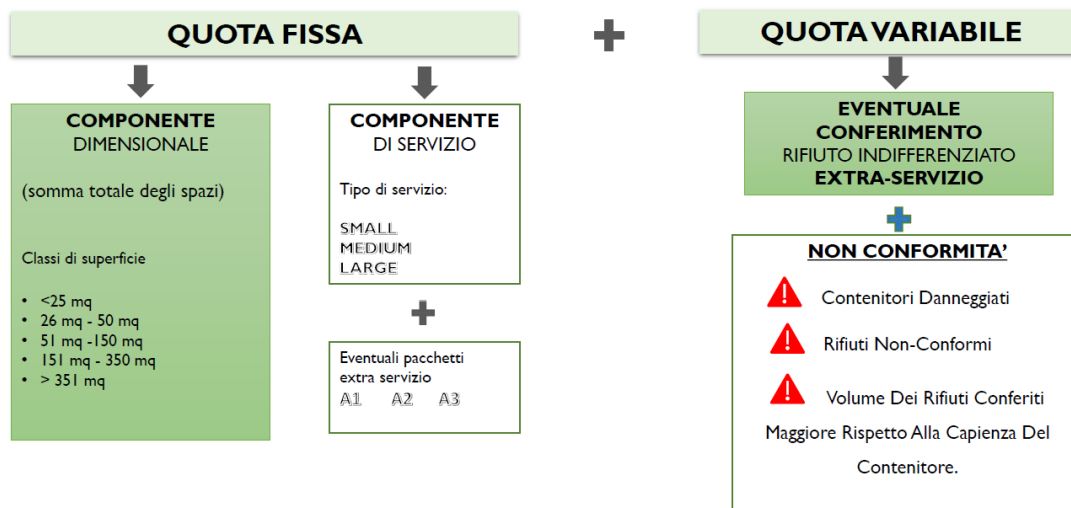 QUOTA FISSA
COMPONENTE
DIMENSIONALE
(somma totale degli spazi)
Classi di superficie
• <25 mq
• 26 mq - 50 mq
• 51 mq -150 mq
• 151 mq - 350 mq
• > 351 mq
COMPONENTE
DI SERVIZIO
Tipo di servizio:
SMALL
MEDIUM
LARGE
Eventuali pacchetti
extra servizio
A1 A2 A3
QUOTA VARIABILE
EVENTUALE
CONFERIMENTO
RIFIUTO INDIFFERENZIATO
EXTRA-SERVIZIO
NON CONFORMITA'
Contenitori Danneggiati
Rifiuti Non-Conformi
Volume Dei Rifiuti Conferiti
Maggiore Rispetto Alla Capienza Del
Contenitore.